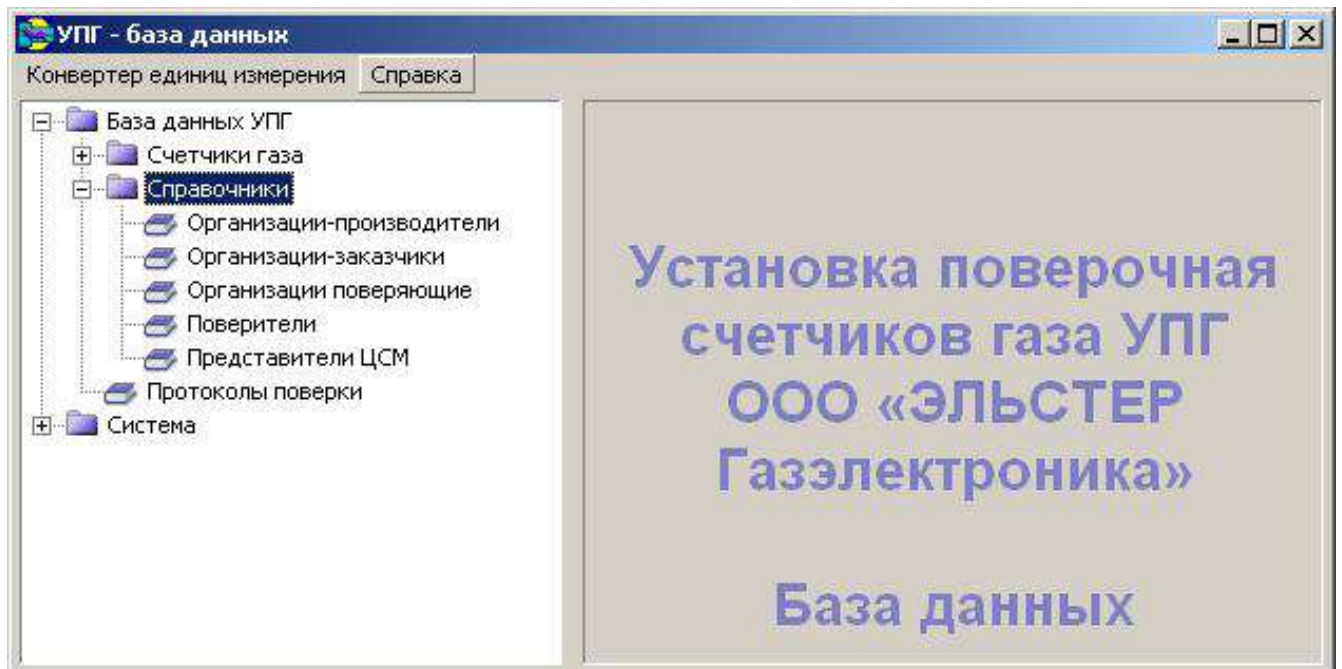 УПГ - база данных
Конвертер единиц измерения Справка
База данных УПГ
Счетчики газа
Справочники
Организации-производители
Организации-заказчики
Организации поверяющие
Поверители
Представители ЦСМ
Протоколы поверки
Система
Установка поверочная
счетчиков газа УПГ
ООО «ЭЛЬСТЕР
Газэлектроника»
База данных